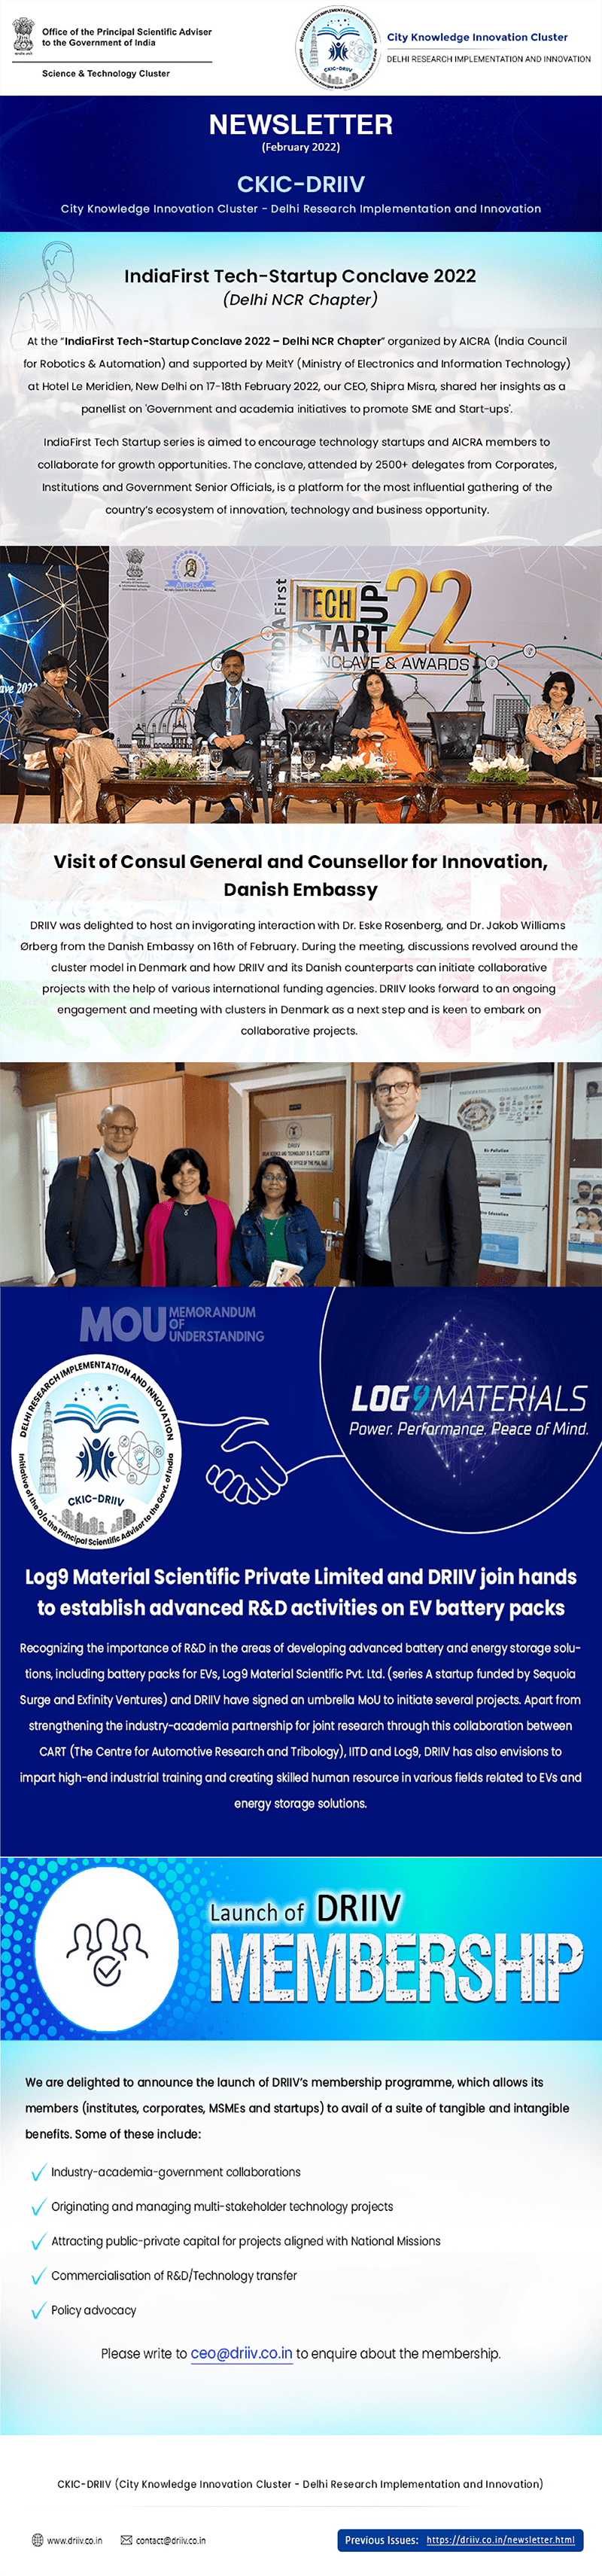 Office of the Principal Scientific Adviser
to the Government of India
Science & Technology Cluster
CKIC-DRIIV
City Knowledge Innovation Cluster
DELHI RESEARCH IMPLEMENTATION AND INNOVATION
NEWSLETTER
(February 2022)
CKIC-DRIIV
City Knowledge Innovation Cluster - Delhi Research Implementation and Innovation
IndiaFirst Tech-Startup Conclave 2022
(Delhi NCR Chapter)
At the “IndiaFirst Tech-Startup Conclave 2022 – Delhi NCR Chapter” organized by AICRA (India Council
for Robotics & Automation) and supported by MeitY (Ministry of Electronics and Information Technology)
at Hotel Le Meridien, New Delhi on 17-18th February 2022, our CEO, Shipra Misra, shared her insights as a
panellist on 'Government and academia initiatives to promote SME and Start-ups'.
IndiaFirst Tech Startup series is aimed to encourage technology startups and AICRA members to
collaborate for growth opportunities. The conclave, attended by 2500+ delegates from Corporates,
Institutions and Government Senior Officials, is a platform for the most influential gathering of the
country’s ecosystem of innovation, technology and business opportunity.
AICRA
First
TECH
START
UP
22
NCLAVE & AWARDS
ave 2022
Visit of Consul General and Counsellor for Innovation,
Danish Embassy
DRIIV was delighted to host an invigorating interaction with Dr. Eske Rosenberg, and Dr. Jakob Williams
Ørberg from the Danish Embassy on 16th of February. During the meeting, discussions revolved around the
cluster model in Denmark and how DRIIV and its Danish counterparts can initiate collaborative
projects with the help of various international funding agencies. DRIIV looks forward to an ongoing
engagement and meeting with clusters in Denmark as a next step and is keen to embark on
collaborative projects.
DRIIV
Air Pollution
MOU
MEMORANDUM
OF
UNDERSTANDING
DELHI RESEARCH IMPLEMENTATION AND INNOVATION
CKIC-DRIIV
Initiative of the O/o the Principal Scientific Advisor to the Govt. of India
LOG9MATERIALS
Power. Performance. Peace of Mind.
Log9 Material Scientific Private Limited and DRIIV join hands
to establish advanced R&D activities on EV battery packs
Recognizing the importance of R&D in the areas of developing advanced battery and energy storage solu-
tions, including battery packs for EVs, Log9 Material Scientific Pvt. Ltd. (series A startup funded by Sequoia
Surge and Exfinity Ventures) and DRIIV have signed an umbrella MoU to initiate several projects. Apart from
strengthening the industry-academia partnership for joint research through this collaboration between
CART (The Centre for Automotive Research and Tribology), IITD and Log9, DRIIV has also envisions to
impart high-end industrial training and creating skilled human resource in various fields related to EVs and
energy storage solutions.
Launch of DRIIV
MEMBERSHIP
We are delighted to announce the launch of DRIIV’s membership programme, which allows its
members (institutes, corporates, MSMEs and startups) to avail of a suite of tangible and intangible
benefits. Some of these include:
Industry-academia-government collaborations
Originating and managing multi-stakeholder technology projects
Attracting public-private capital for projects aligned with National Missions
Commercialisation of R&D/Technology transfer
Policy advocacy
Please write to ceo@driiv.co.in to enquire about the membership.
CKIC-DRIIV (City Knowledge Innovation Cluster - Delhi Research Implementation and Innovation)
www.driiv.co.in
contact@driiv.co.in
Previous Issues: https://driiv.co.in/newsletter.html